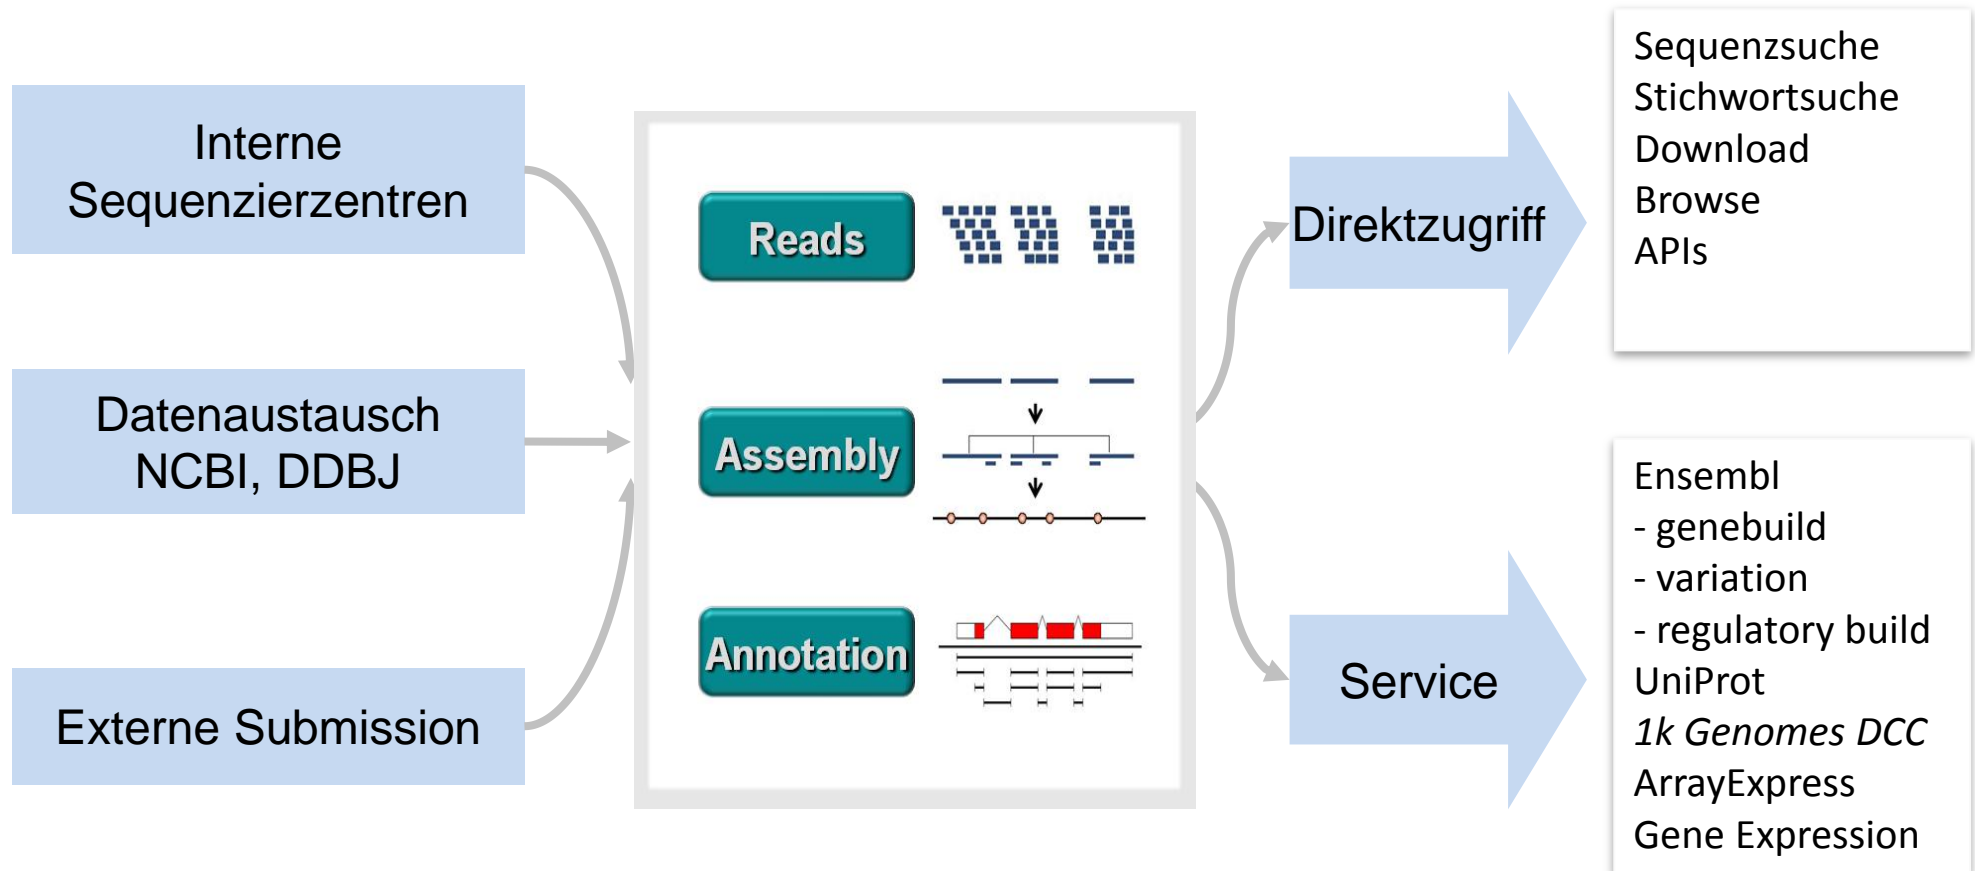 Interne
Sequenzierzentren
Datenaustausch
NCBI, DDBJ
Externe Submission
Reads
Assembly
Annotation
Direktzugriff
Service
Sequenzsuche
Stichwortsuche
Download
Browse
APIs
Ensembl
- genebuild
- variation
- regulatory build
UniProt
1k Genomes DCC
ArrayExpress
Gene Expression